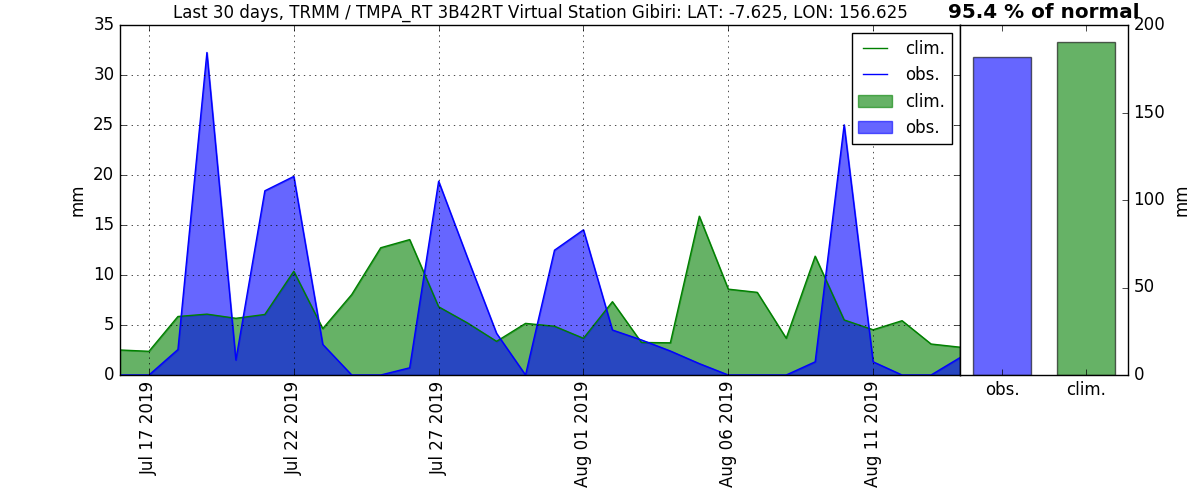 Last 30 days, TRMM / TMPA_RT 3B42RT Virtual Station Gibiri: LAT: -7.625, LON: 156.625
95.4 % of normal
35
30
25
20
15
10
5
0
mm
clim.
obs.
clim.
obs.
Jul 17 2019
Jul 22 2019
Jul 27 2019
Aug 01 2019
Aug 06 2019
Aug 11 2019
200
150
100
50
0
mm
obs.
clim.